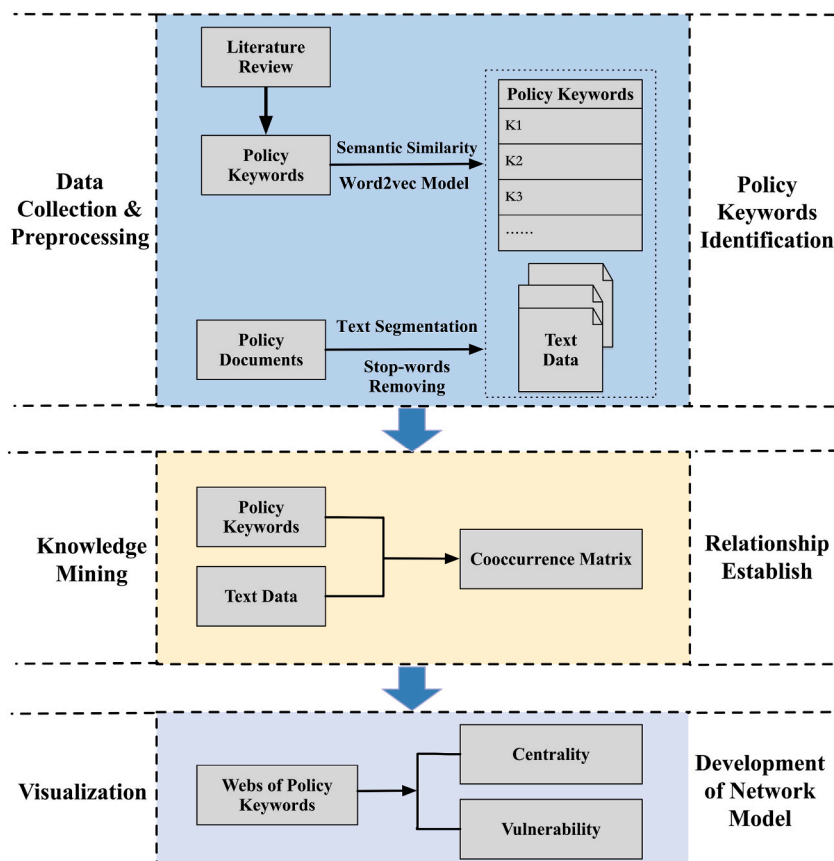 Data
Collection &
Preprocessing
Literature
Review
Policy
Keywords
Semantic Similarity
Word2vec Model
Policy Keywords
K1
K2
K3
......
Policy
Documents
Text Segmentation
Stop-words
Removing
Text
Data
Policy
Keywords
Identification
Knowledge
Mining
Policy
Keywords
Text Data
Cooccurrence Matrix
Relationship
Establish
Visualization
Webs of Policy
Keywords
Centrality
Vulnerability
Development
of Network
Model